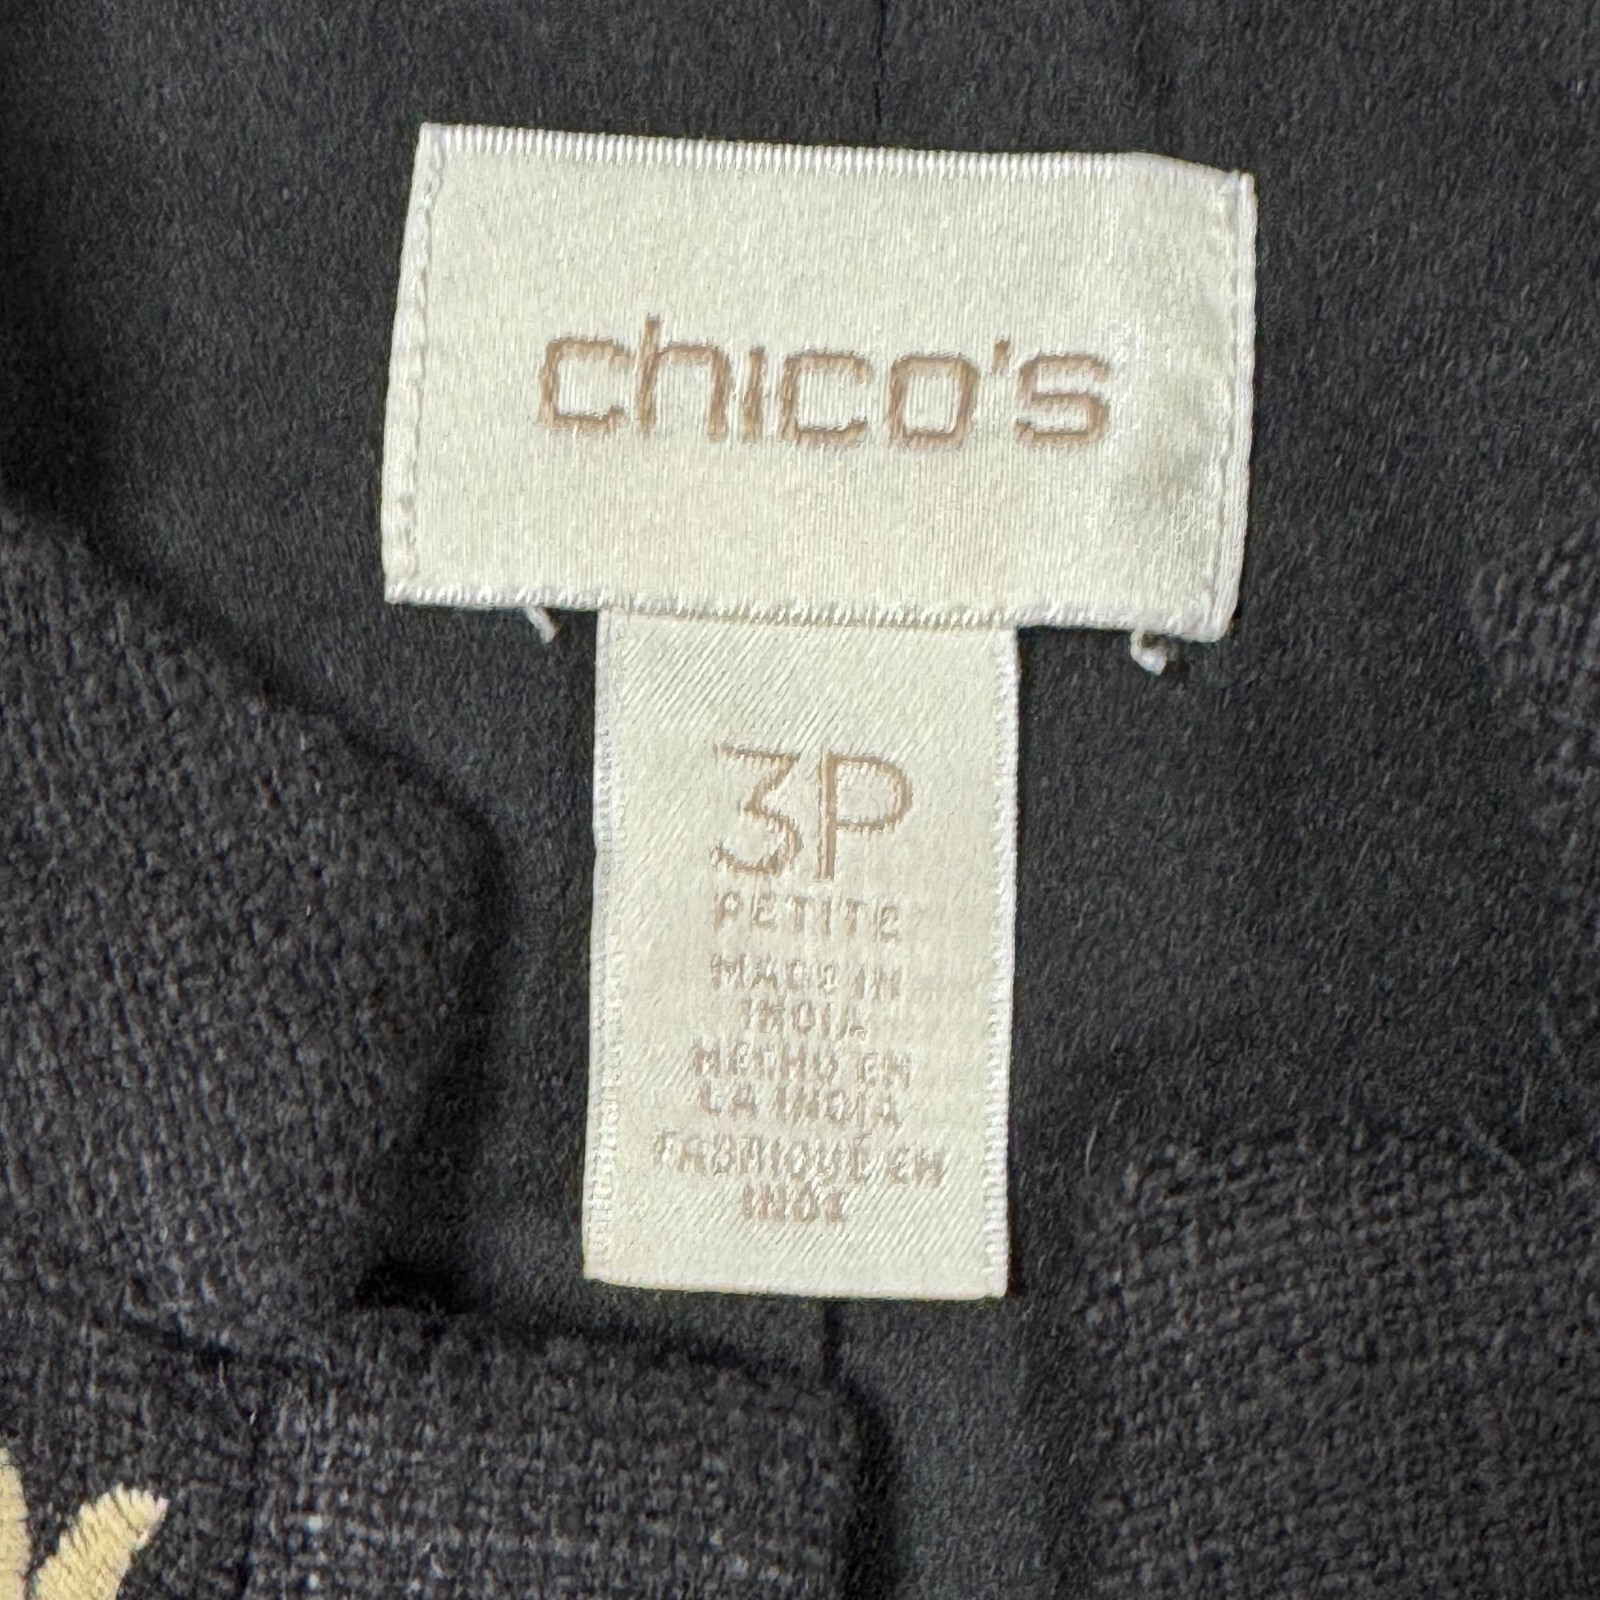 chico's
3P
PETITE
MADE IN
INDIA
HECHO EN
LA INDIA
FABRIQUÉ EN
INDE